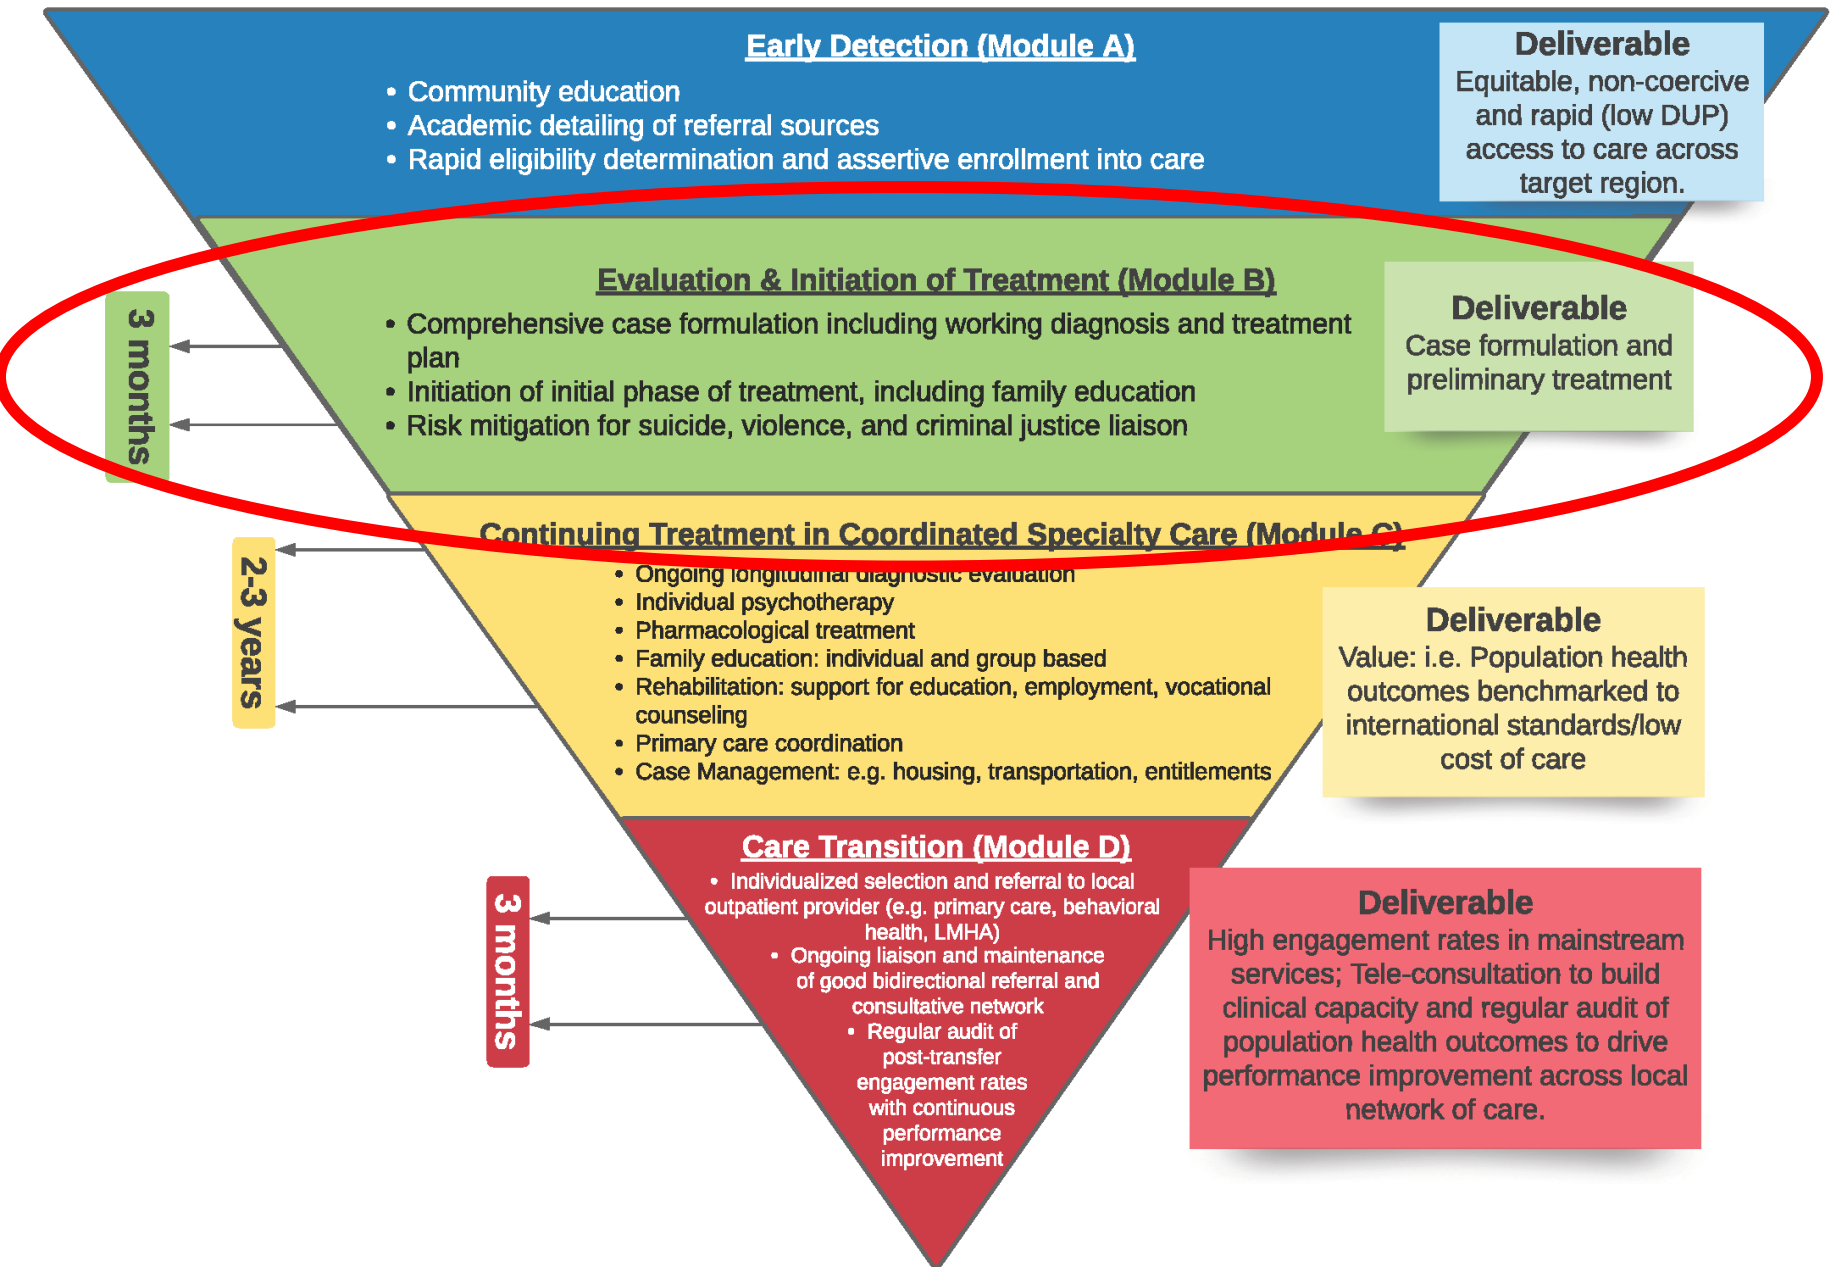 Early Detection (Module A)
• Community education
• Academic detailing of referral sources
• Rapid eligibility determination and assertive enrollment into care
Deliverable
Equitable, non-coercive
and rapid (low DUP)
access to care across
target region.
Evaluation & Initiation of Treatment (Module B)
• Comprehensive case formulation including working diagnosis and treatment
plan
• Initiation of initial phase of treatment, including family education
• Risk mitigation for suicide, violence, and criminal justice liaison
Deliverable
Case formulation and
preliminary treatment
3 months
Continuing Treatment in Coordinated Specialty Care (Module C)
• Ongoing longitudinal diagnostic evaluation
• Individual psychotherapy
• Pharmacological treatment
• Family education: individual and group based
• Rehabilitation: support for education, employment, vocational
counseling
• Primary care coordination
• Case Management: e.g. housing, transportation, entitlements
2-3 years
Deliverable
Value: i.e. Population health
outcomes benchmarked to
international standards/low
cost of care
Care Transition (Module D)
• Individualized selection and referral to local
outpatient provider (e.g. primary care, behavioral
health, LMHA)
• Ongoing liaison and maintenance
of good bidirectional referral and
consultative network
• Regular audit of
post-transfer
engagement rates
with continuous
performance
improvement
3 months
Deliverable
High engagement rates in mainstream
services; Tele-consultation to build
clinical capacity and regular audit of
population health outcomes to drive
performance improvement across local
network of care.